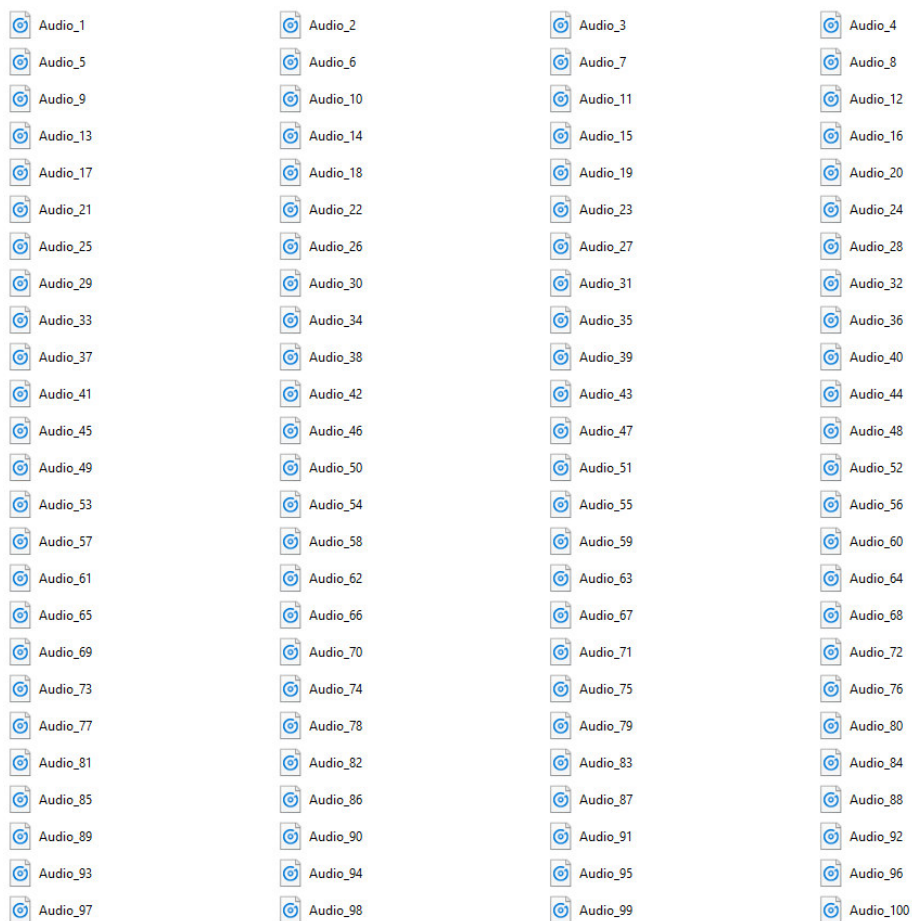 Audio_1 Audio_2 Audio_3 Audio_4
Audio_5 Audio_6 Audio_7 Audio_8
Audio_9 Audio_10 Audio_11 Audio_12
Audio_13 Audio_14 Audio_15 Audio_16
Audio_17 Audio_18 Audio_19 Audio_20
Audio_21 Audio_22 Audio_23 Audio_24
Audio_25 Audio_26 Audio_27 Audio_28
Audio_29 Audio_30 Audio_31 Audio_32
Audio_33 Audio_34 Audio_35 Audio_36
Audio_37 Audio_38 Audio_39 Audio_40
Audio_41 Audio_42 Audio_43 Audio_44
Audio_45 Audio_46 Audio_47 Audio_48
Audio_49 Audio_50 Audio_51 Audio_52
Audio_53 Audio_54 Audio_55 Audio_56
Audio_57 Audio_58 Audio_59 Audio_60
Audio_61 Audio_62 Audio_63 Audio_64
Audio_65 Audio_66 Audio_67 Audio_68
Audio_69 Audio_70 Audio_71 Audio_72
Audio_73 Audio_74 Audio_75 Audio_76
Audio_77 Audio_78 Audio_79 Audio_80
Audio_81 Audio_82 Audio_83 Audio_84
Audio_85 Audio_86 Audio_87 Audio_88
Audio_89 Audio_90 Audio_91 Audio_92
Audio_93 Audio_94 Audio_95 Audio_96
Audio_97 Audio_98 Audio_99 Audio_100